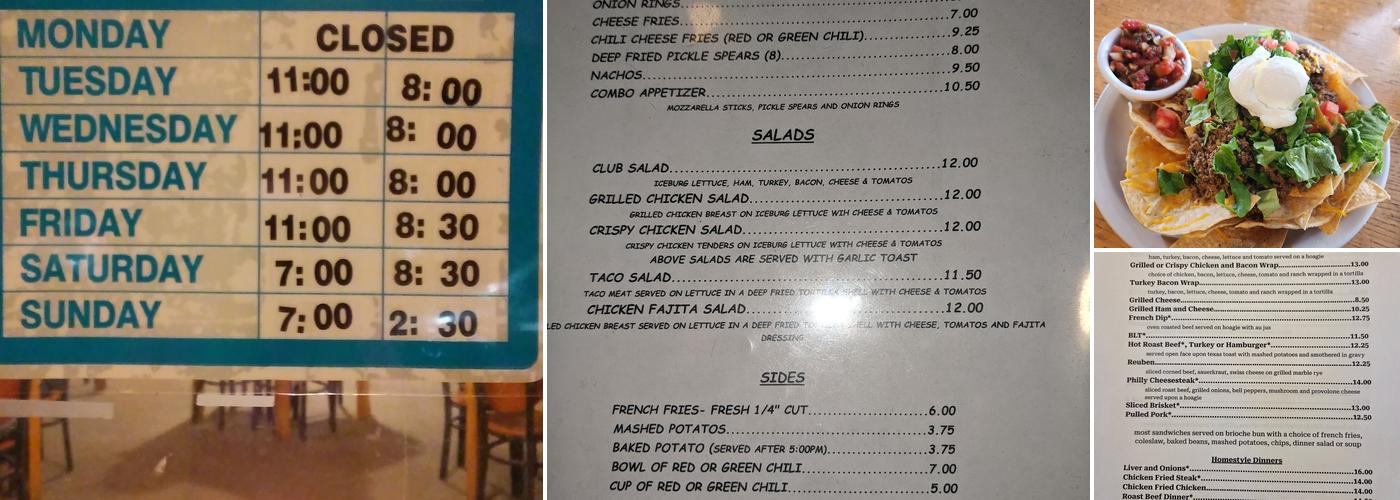 MONDAY CLOSED
TUESDAY 11:00 8: 00
WEDNESDAY 11:00 8: 00
THURSDAY 11:00 8: 00
FRIDAY 11:00 8: 30
SATURDAY 7: 00 8: 30
SUNDAY 7: 00 2: 30
ONION RINGS
CHEESE FRIES 7.00
CHILI CHEESE FRIES (RED OR GREEN CHILI) 9.25
DEEP FRIED PICKLE SPEARS (8) 8.00
NACHOS 9.50
COMBO APPETIZER 10.50
MOZZARELLA STICKS, PICKLE SPEARS AND ONION RINGS
SALADS
CLUB SALAD 12.00
ICEBURG LETTUCE, HAM, TURKEY, BACON, CHEESE & TOMATOS
GRILLED CHICKEN SALAD 12.00
GRILLED CHICKEN BREAST ON ICEBURG LETTUCE WIH CHEESE & TOMATOS
CRISPY CHICKEN SALAD 12.00
CRISPY CHICKEN TENDERS ON ICEBURG LETTUCE WITH CHEESE & TOMATOS
ABOVE SALADS ARE SERVED WITH GARLIC TOAST
TACO SALAD 11.50
TACO MEAT SERVED ON LETTUCE IN A DEEP FRIED TORTILLA SHELL WITH CHEESE & TOMATOES
CHICKEN FAJITA SALAD 12.00
LED CHICKEN BREAST SERVED ON LETTUCE IN A DEEP FRIED SHELL WITH CHEESE, TOMATOS AND FAJITA
DRESSING
SIDES
FRENCH FRIES- FRESH 1/4" CUT 6.00
MASHED POTATOS 3.75
BAKED POTATO (SERVED AFTER 5:00PM) 3.75
BOWL OF RED OR GREEN CHILI 7.00
CUP OF RED OR GREEN CHILI 5.00
ham, turkey, bacon, cheese, lettuce and tomato served on a hoagie
Grilled or Crispy Chicken and Bacon Wrap 13.00
choice of chicken, bacon, lettuce, cheese, tomato and ranch wrapped in a tortilla
Turkey Bacon Wrap 13.00
turkey, bacon, lettuce, cheese, tomato and ranch wrapped in a tortilla
Grilled Cheese 8.50
Grilled Ham and Cheese 10.25
French Dip* 12.75
oven roasted beef served on hoagie with au jus
BLT* 11.50
Hot Roast Beef*, Turkey or Hamburger* 12.25
served open face upon texas toast with mashed potatoes and smothered in gravy
Reuben 12.25
sliced corned beef, sauerkraut, swiss cheese on grilled marble rye
Philly Cheesesteak* 14.00
sliced roast beef, grilled onions, bell peppers, mushroom and provolone cheese
served upon a hoagie
Sliced Brisket* 13.00
Pulled Pork* 12.50
most sandwiches served on brioche bun with a choice of french fries,
coleslaw, baked beans, mashed potatoes, chips, dinner salad or soup
Homestyle Dinners
Liver and Onions* 16.00
Chicken Fried Steak* 14.00
Chicken Fried Chicken 14.00
Roast Beef Dinner*